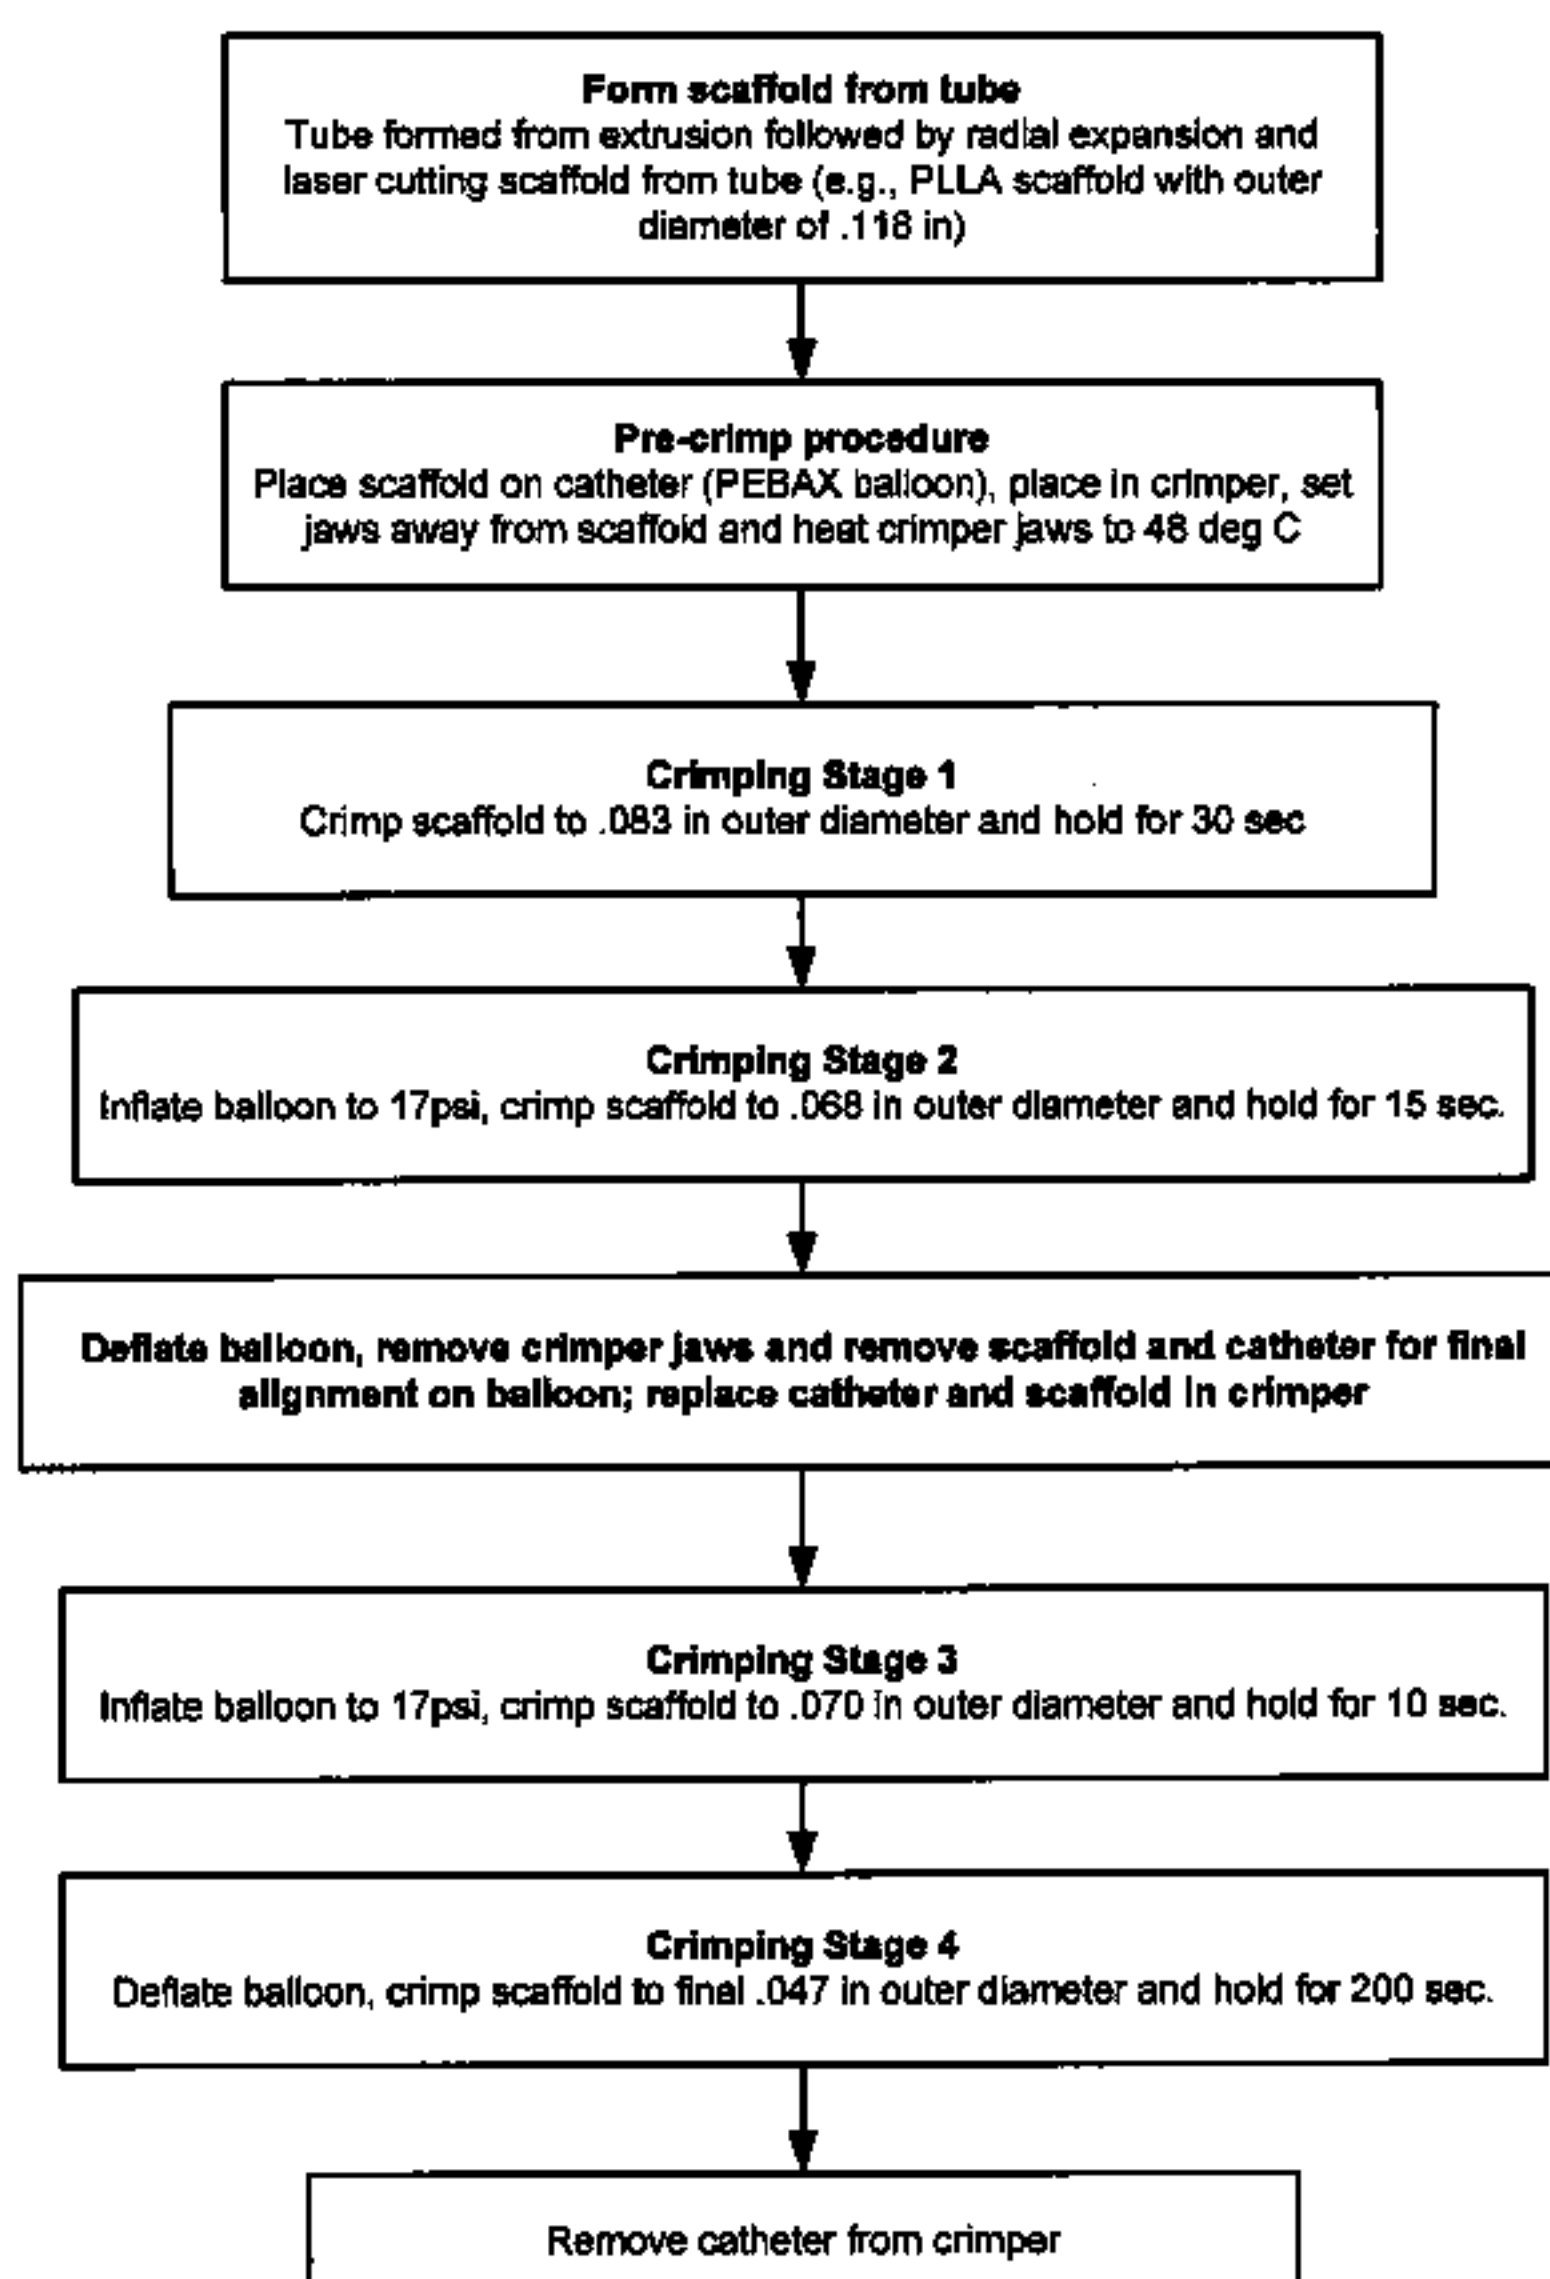 Form scaffold from tube
Tube formed from extrusion followed by radial expansion and
laser cutting scaffold from tube (e.g., PLLA scaffold with outer
diameter of .118 in)
Pre-crimp procedure
Place scaffold on catheter (PEBAX balloon), place in crimper, set
jaws away from scaffold and heat crimper jaws to 48 deg C
Crimping Stage 1
Crimp scaffold to .083 in outer diameter and hold for 30 sec
Crimping Stage 2
Inflate balloon to 17psi, crimp scaffold to .068 in outer diameter and hold for 15 sec.
Deflate balloon, remove crimper jaws and remove scaffold and catheter for final
alignment on balloon; replace catheter and scaffold in crimper
Crimping Stage 3
Inflate balloon to 17psi, crimp scaffold to .070 in outer diameter and hold for 10 sec.
Crimping Stage 4
Deflate balloon, crimp scaffold to final .047 in outer diameter and hold for 200 sec.
Remove catheter from crimper